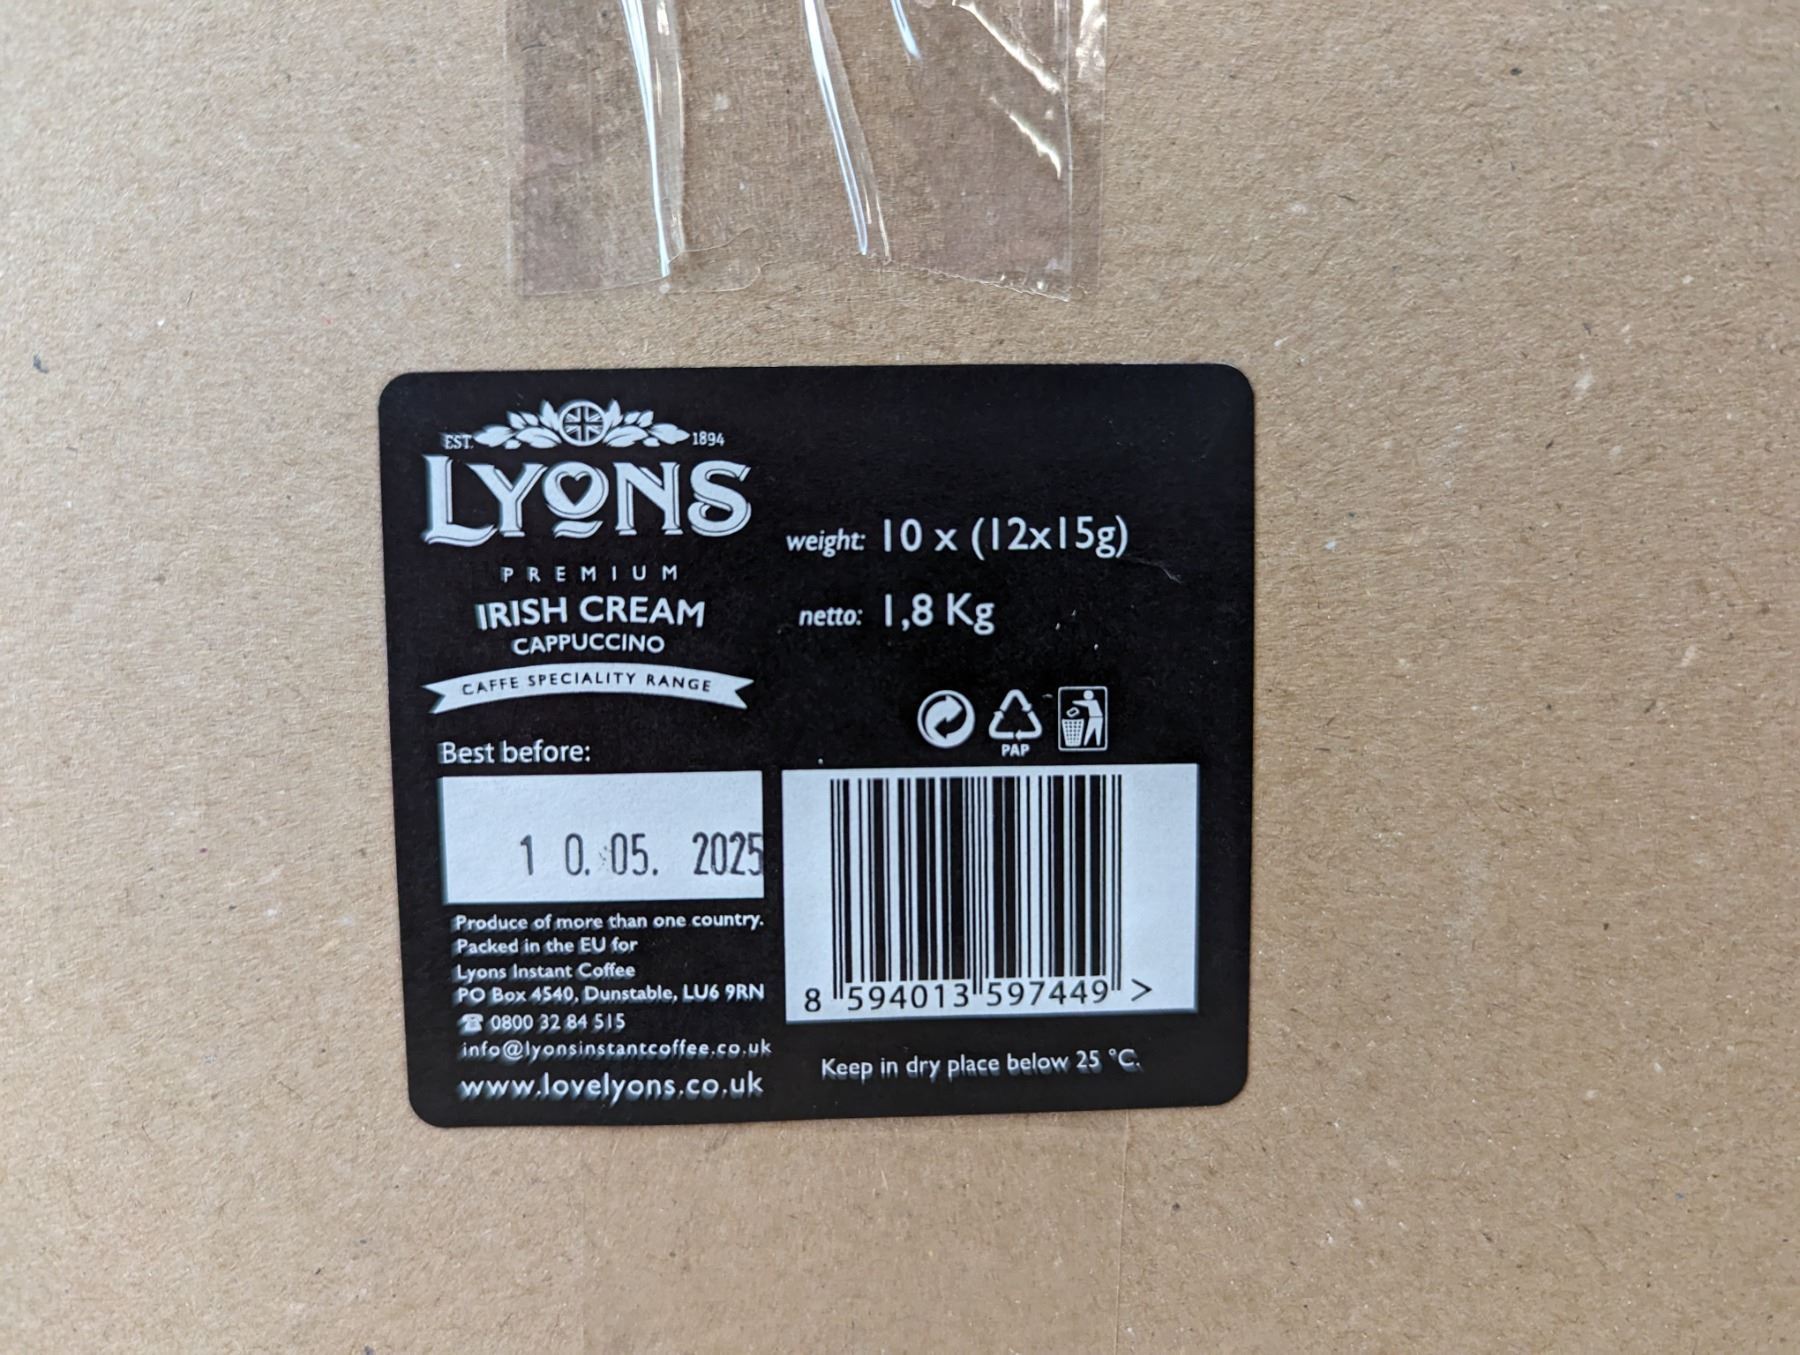 EST. 1894
LYONS
PREMIUM
IRISH CREAM
CAPPUCCINO
CAFFE SPECIALITY RANGE
Best before:
10.05. 2025
Produce of more than one country.
Packed in the EU for
Lyons Instant Coffee
PO Box 4540, Dunstable, LU6 9RN
☎ 0800 32 84 515
info@lyonsinstantcoffee.co.uk
www.lovelyons.co.uk
weight: 10 x (12x15g)
netto: 1,8 Kg
PAP
8 594013 597449 >
Keep in dry place below 25 °C.